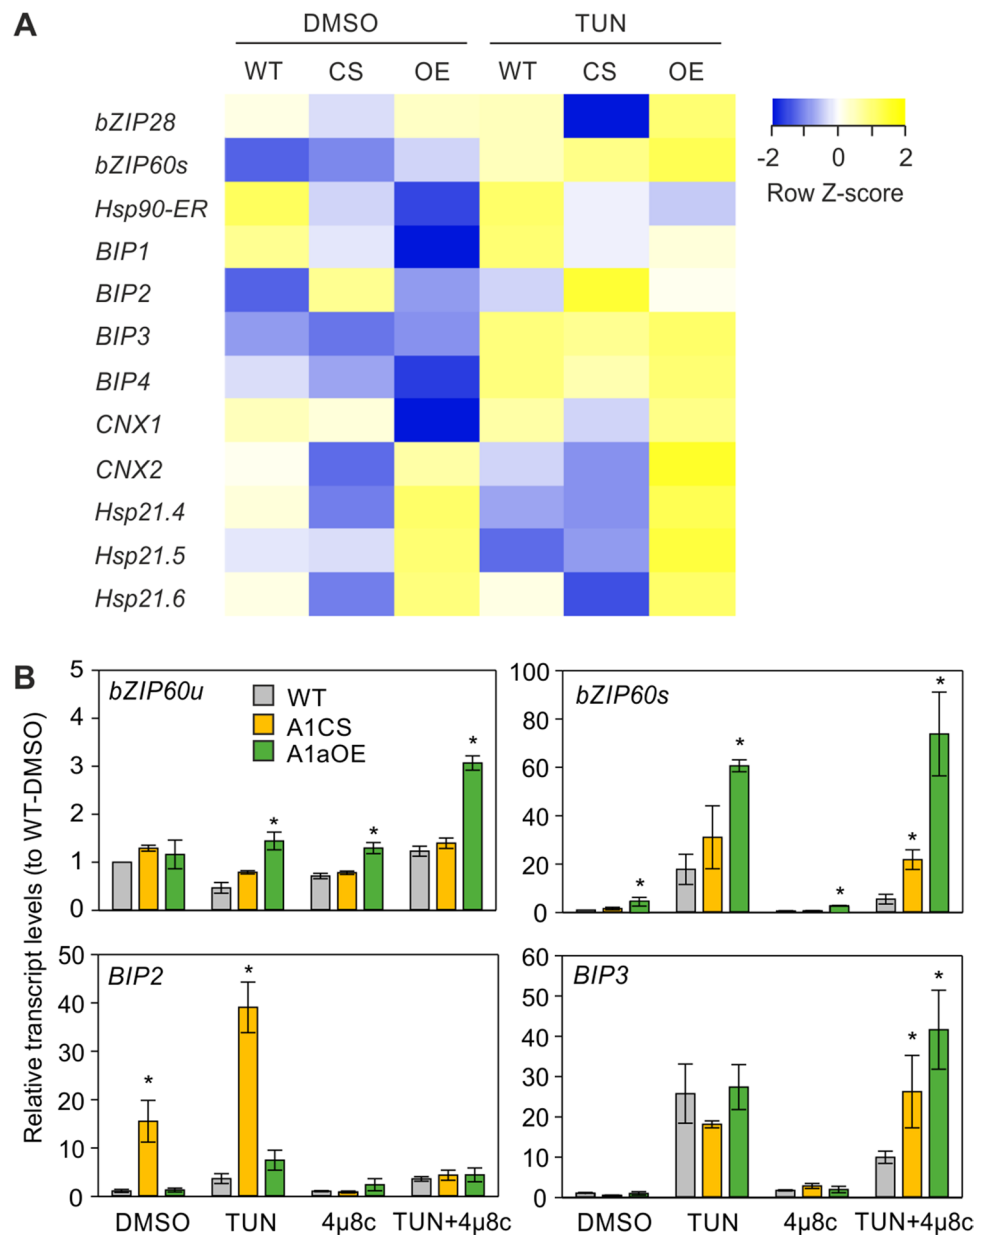 A
DMSO TUN
WT CS OE WT CS OE
bZIP28
bZIP60s
Hsp90-ER
BIP1
BIP2
BIP3
BIP4
CNX1
CNX2
Hsp21.4
Hsp21.5
Hsp21.6
-2 0 2
Row Z-score
B
Relative transcript levels (to WT-DMSO)
5
4
3
2
1
0
bZIP60u
WT
A1CS
A1aOE
* * *
100
80
60
40
20
0
bZIP60s
* * * * *
50
40
30
20
10
0
BIP2
* *
DMSO TUN 4µ8c TUN+4µ8c
60
50
40
30
20
10
0
BIP3
* *
DMSO TUN 4µ8c TUN+4µ8c